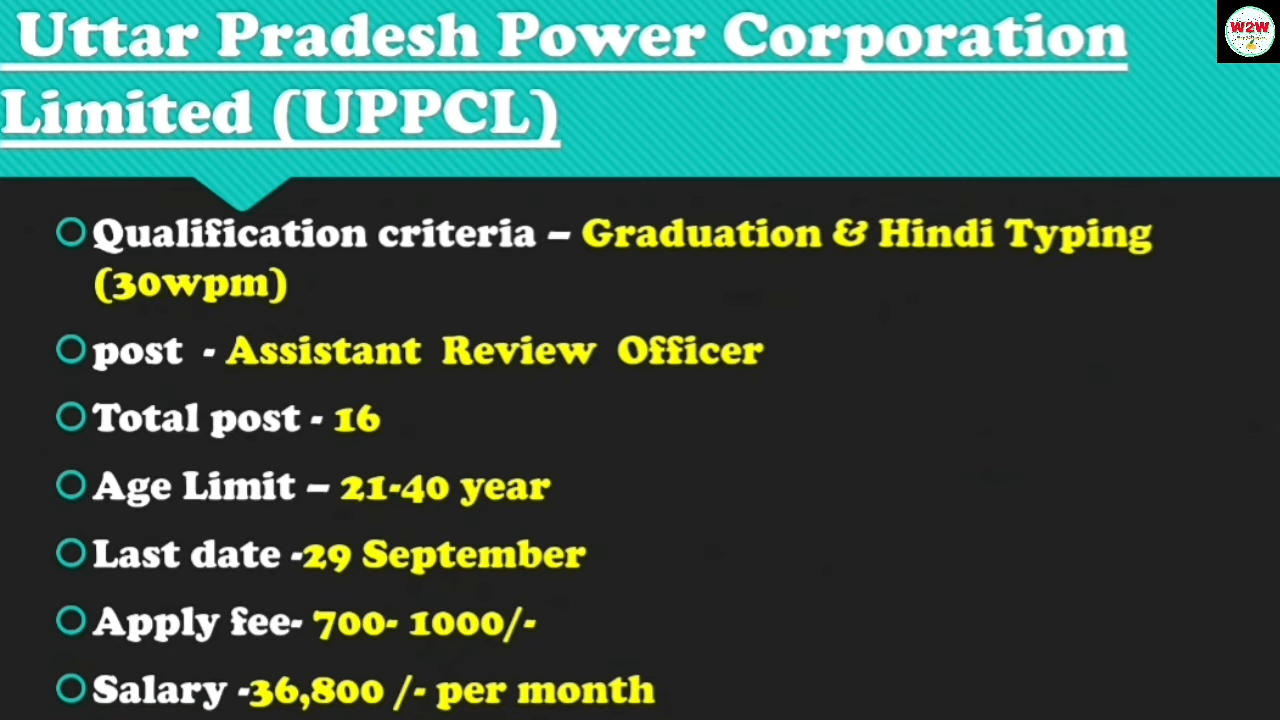 Uttar Pradesh Power Corporation
Limited (UPPCL)
W2W
Qualification criteria – Graduation & Hindi Typing
(30wpm)
post - Assistant Review Officer
Total post - 16
Age Limit – 21-40 year
Last date -29 September
Apply fee- 700- 1000/-
Salary -36,800 /- per month